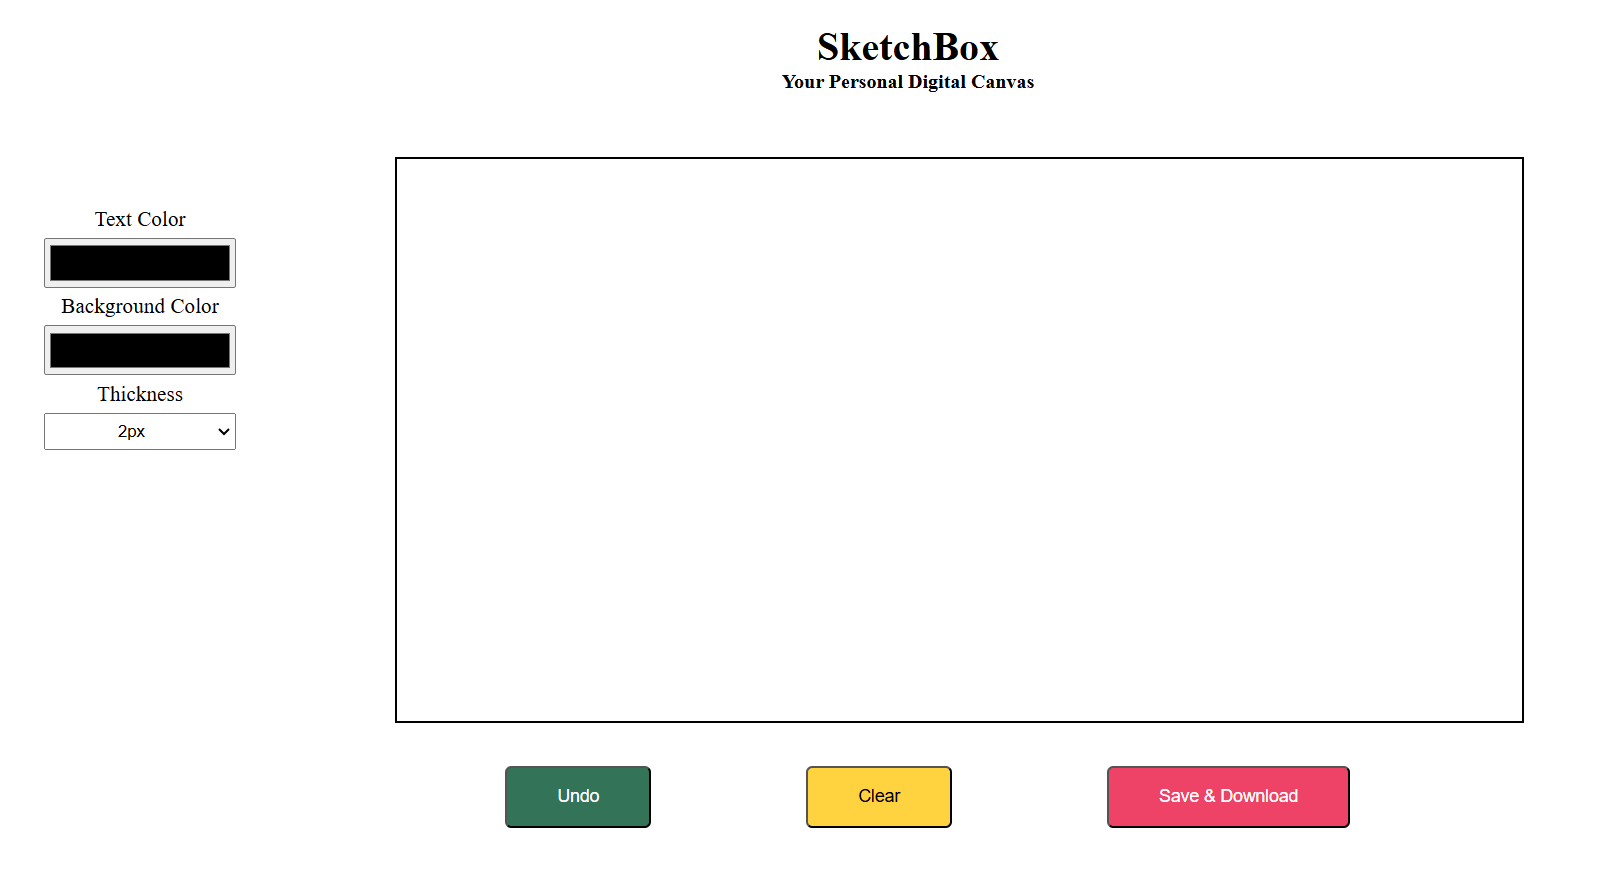 SketchBox
Your Personal Digital Canvas
Text Color
Background Color
Thickness
2px
Undo
Clear
Save & Download